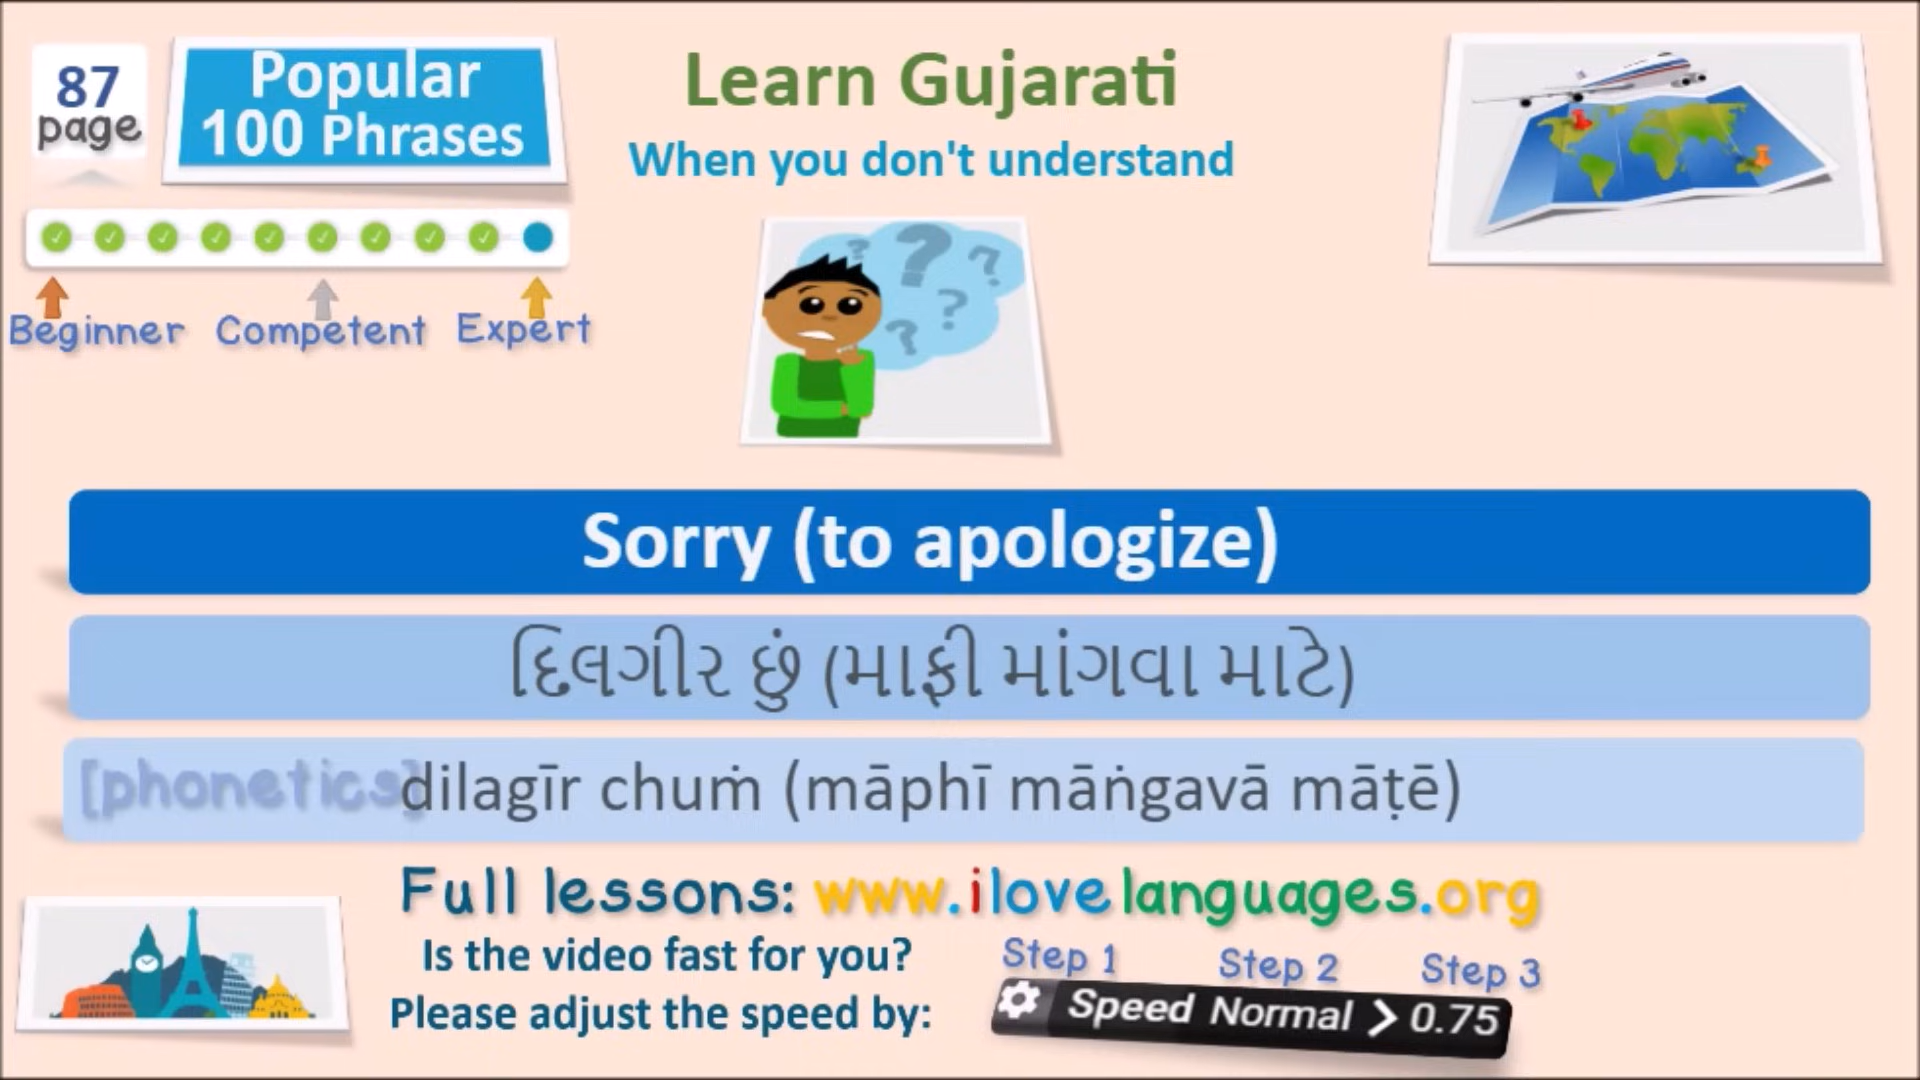 87
page
Popular
100 Phrases
Learn Gujarati
When you don't understand
Beginner Competent Expert
Sorry (to apologize)
દિલગીર છું (માફી માંગવા માટે)
[phonetics] dilagīr chuṁ (māphī māṅgavā māṭē)
Full lessons: www.ilovelanguages.org
Is the video fast for you?
Please adjust the speed by:
Step 1 Step 2 Step 3
Speed Normal > 0.75